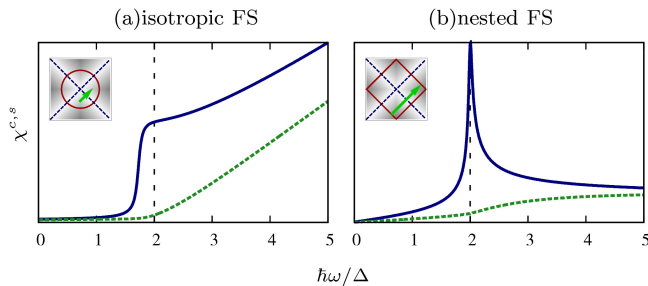 (a)isotropic FS
(b)nested FS
χ^{c,s}
0 1 2 3 4 5
0 1 2 3 4 5
ħω/Δ